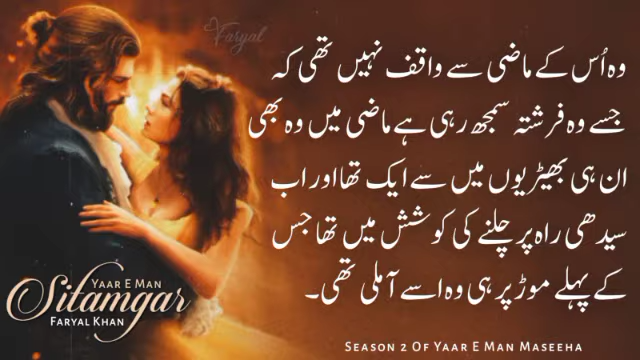 Faryal
وہ اُس کے ماضی سے واقف نہیں تھی کہ
جسے وہ فرشتہ سمجھ رہی ہے ماضی میں وہ بھی
ان ہی بھیڑیوں میں سے ایک تھا اور اب
سیدھی راہ پر چلنے کی کوشش میں تھا جس
کے پہلے موڑ پر ہی وہ اسے آ ملی تھی۔
YAAR E MAN
Sitamgar
FARYAL KHAN
SEASON 2 OF YAAR E MAN MASEEHA